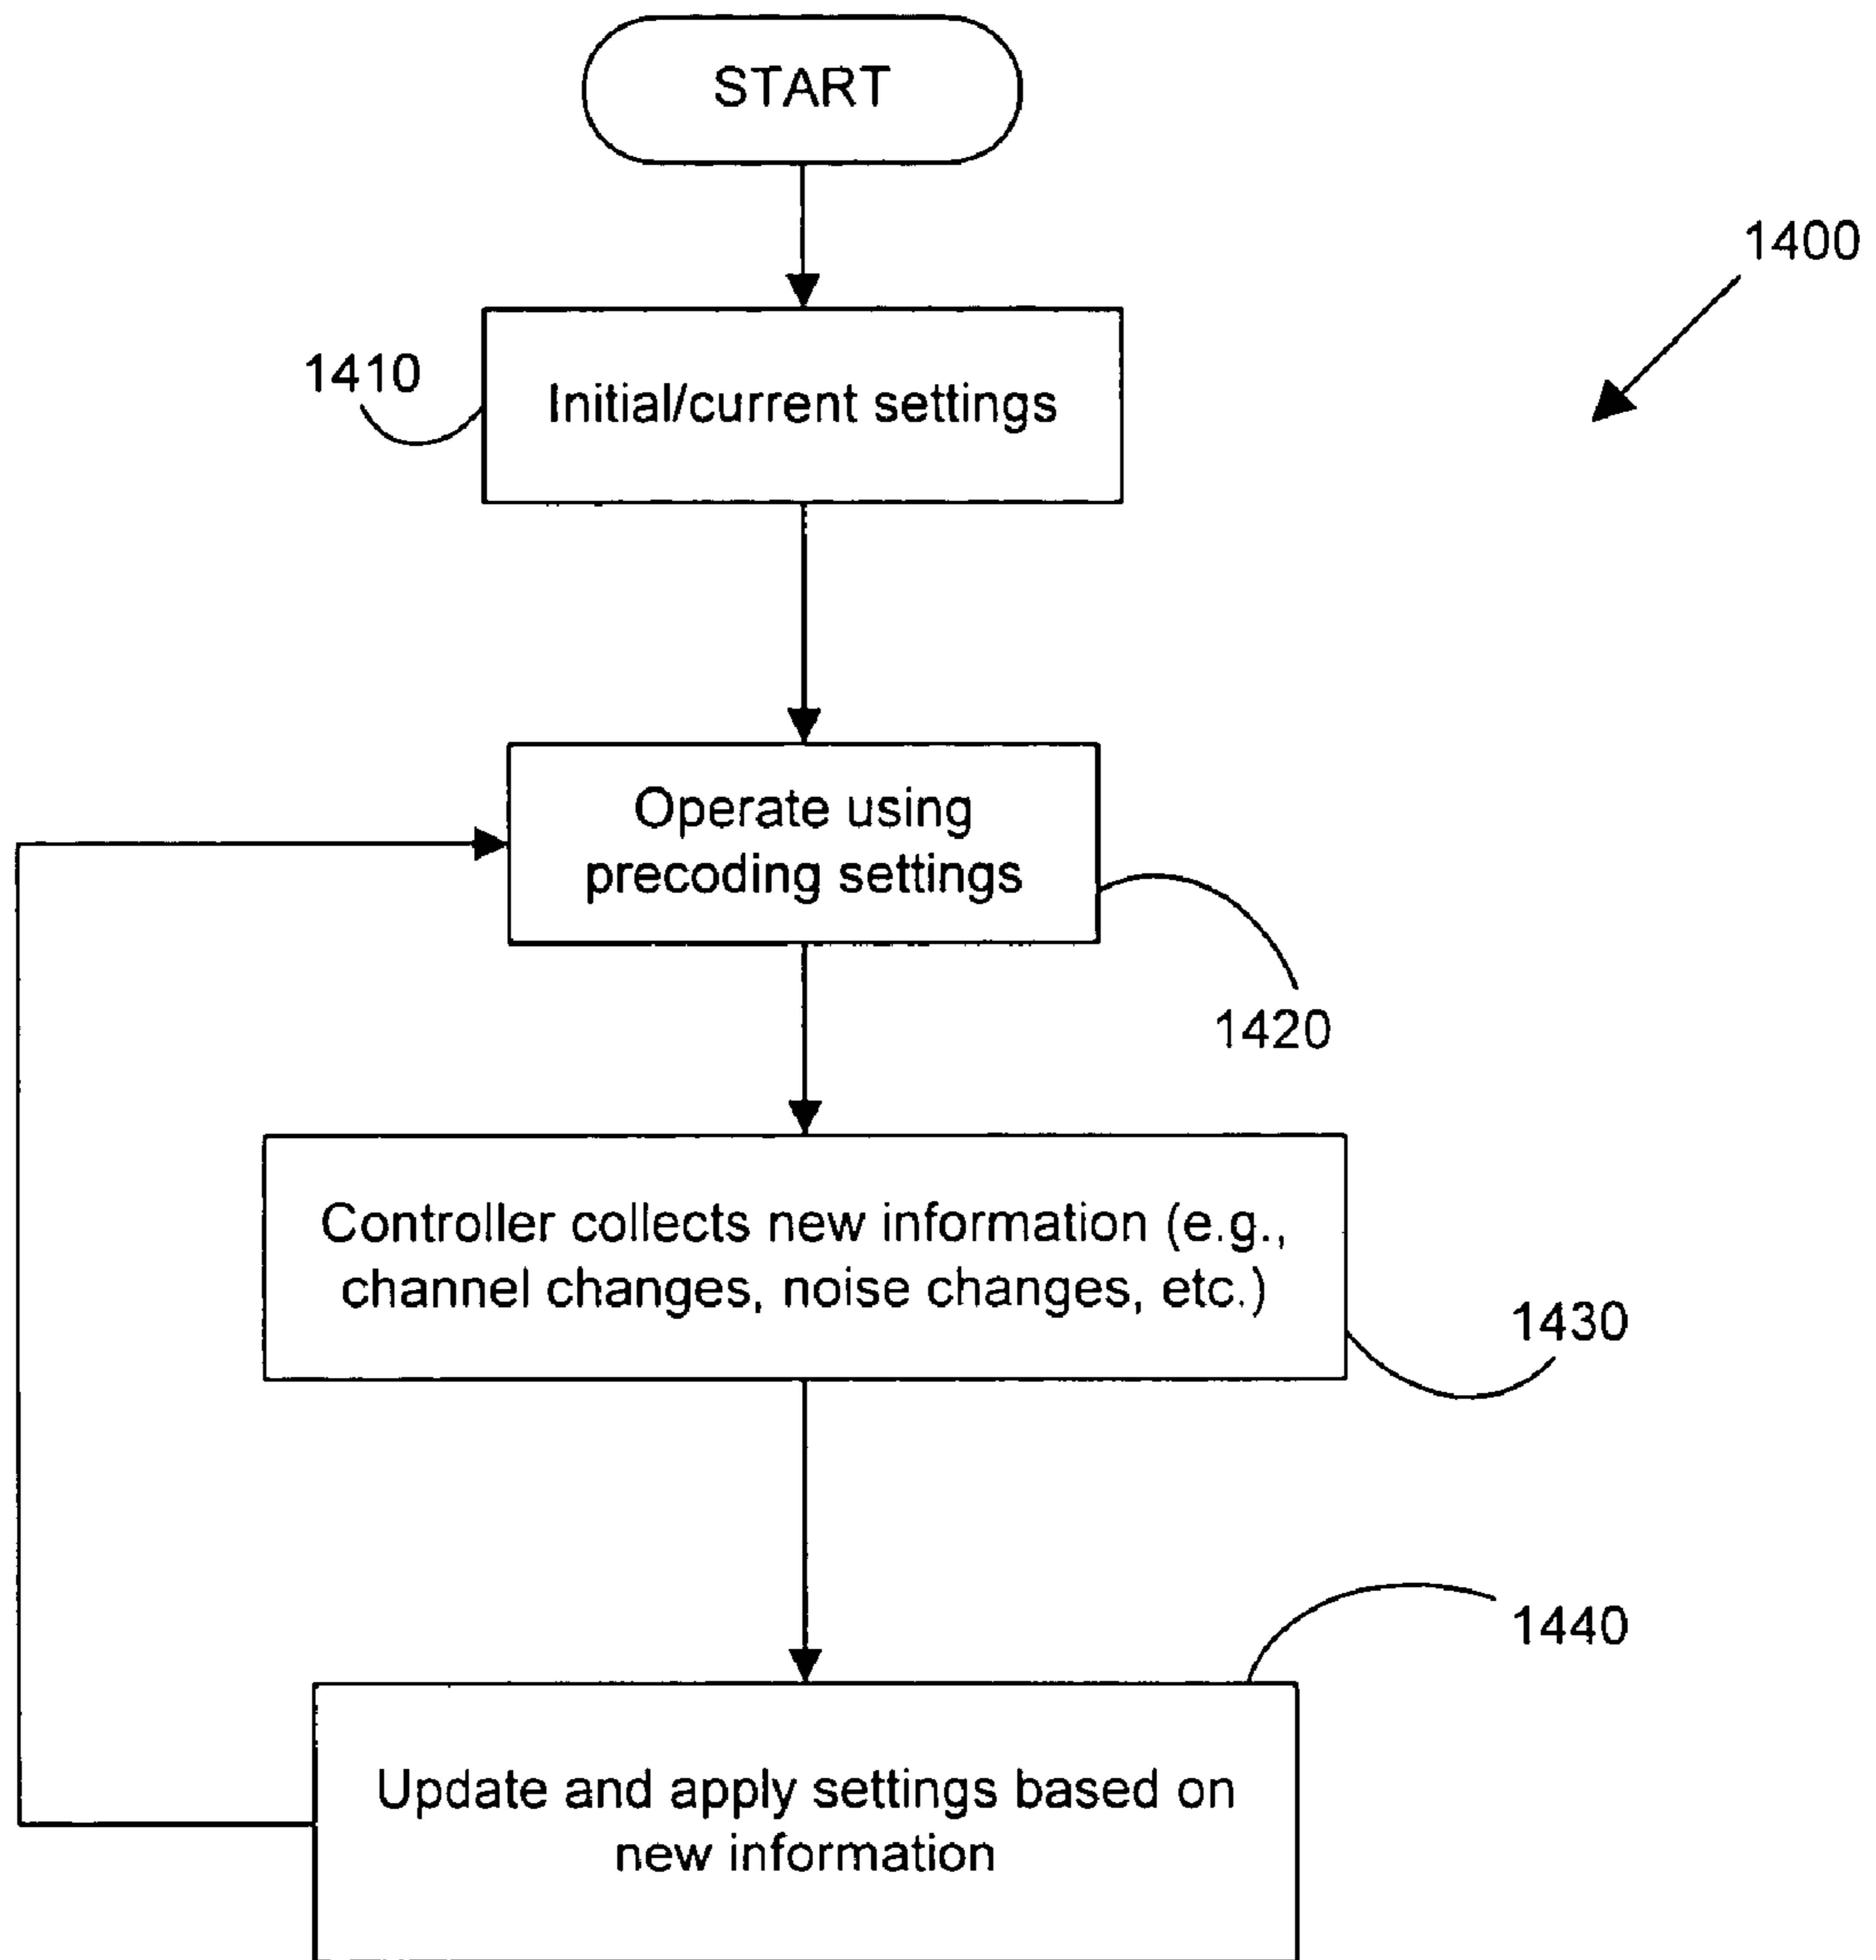 START
1400
1410
Initial/current settings
Operate using
precoding settings
1420
Controller collects new information (e.g.,
channel changes, noise changes, etc.)
1430
1440
Update and apply settings based on
new information